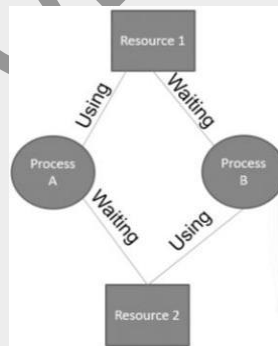 Resource 1
Using
Waiting
Process
A
Process
B
Waiting
Using
Resource 2